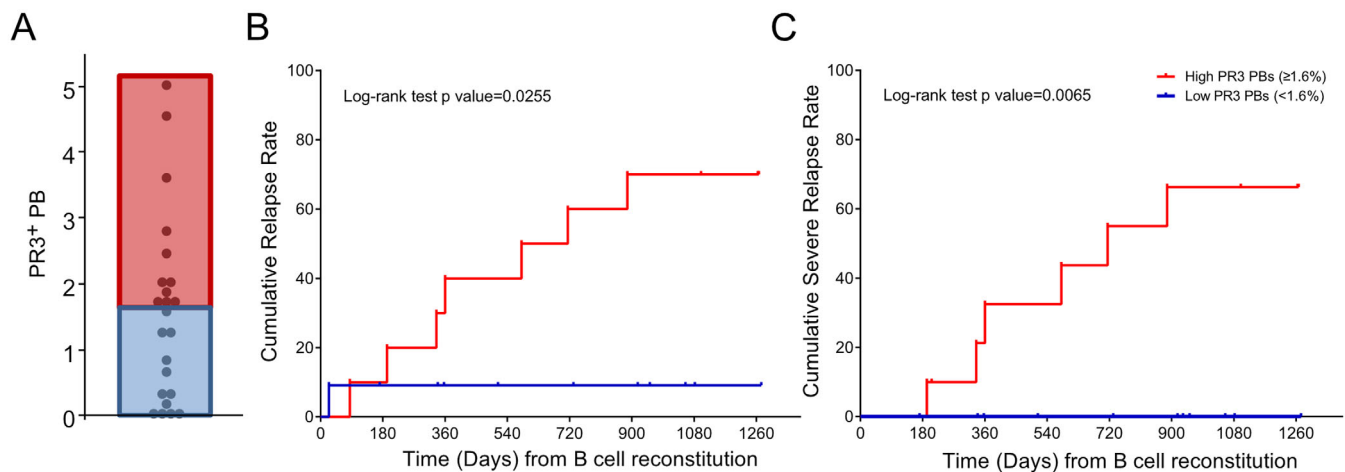 A
PR3+ PB
5
4
3
2
1
0
B
Cumulative Relapse Rate
100
80
60
40
20
0
Log-rank test p value=0.0255
0 180 360 540 720 900 1080 1260
Time (Days) from B cell reconstitution
C
Cumulative Severe Relapse Rate
100
80
60
40
20
0
Log-rank test p value=0.0065
High PR3 PBs (≥1.6%)
Low PR3 PBs (<1.6%)
0 180 360 540 720 900 1080 1260
Time (Days) from B cell reconstitution